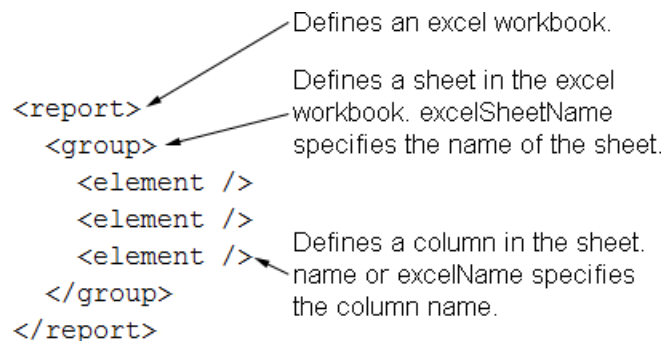 Defines an excel workbook.
Defines a sheet in the excel
workbook. excelSheetName
specifies the name of the sheet.
<report>
<group>
<element />
<element />
<element />
</group>
</report>
Defines a column in the sheet.
name or excelName specifies
the column name.